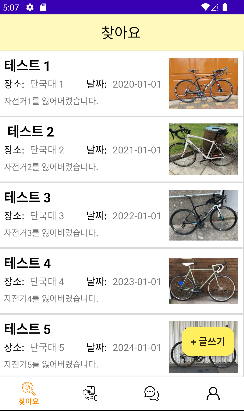 5:07
찾아요
테스트 1
장소: 단국대 1 날짜: 2020-01-01
자전거1를 잃어버렸습니다.
테스트 2
장소: 단국대 2 날짜: 2021-01-01
자전거2를 잃어버렸습니다.
테스트 3
장소: 단국대 3 날짜: 2022-01-01
자전거3를 잃어버렸습니다.
테스트 4
장소: 단국대 4 날짜: 2023-01-01
자전거4를 잃어버렸습니다.
테스트 5
장소: 단국대 5 날짜: 2024-01-01
자전거5를 잃어버렸습니다.
+ 글쓰기
찾아요